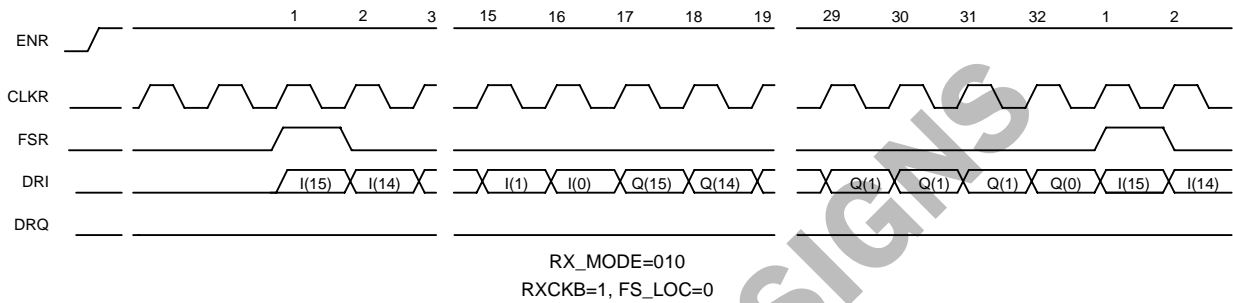 1 2 3 15 16 17 18 19 29 30 31 32 1 2
ENR
CLKR
FSR
DRI I(15) I(14) I(1) I(0) Q(15) Q(14) Q(1) Q(1) Q(1) Q(0) I(15) I(14)
DRQ
RX_MODE=010
RXCKB=1, FS_LOC=0
SIGNS